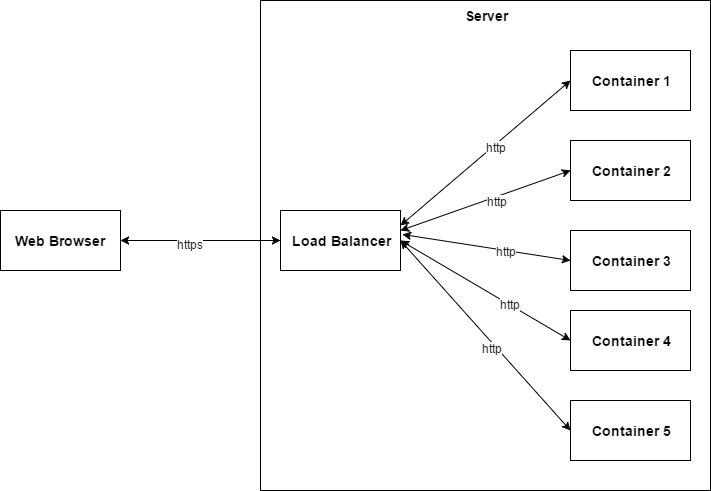 Server
Container 1
http
Container 2
http
Web Browser
https
Load Balancer
http
Container 3
http
Container 4
http
Container 5